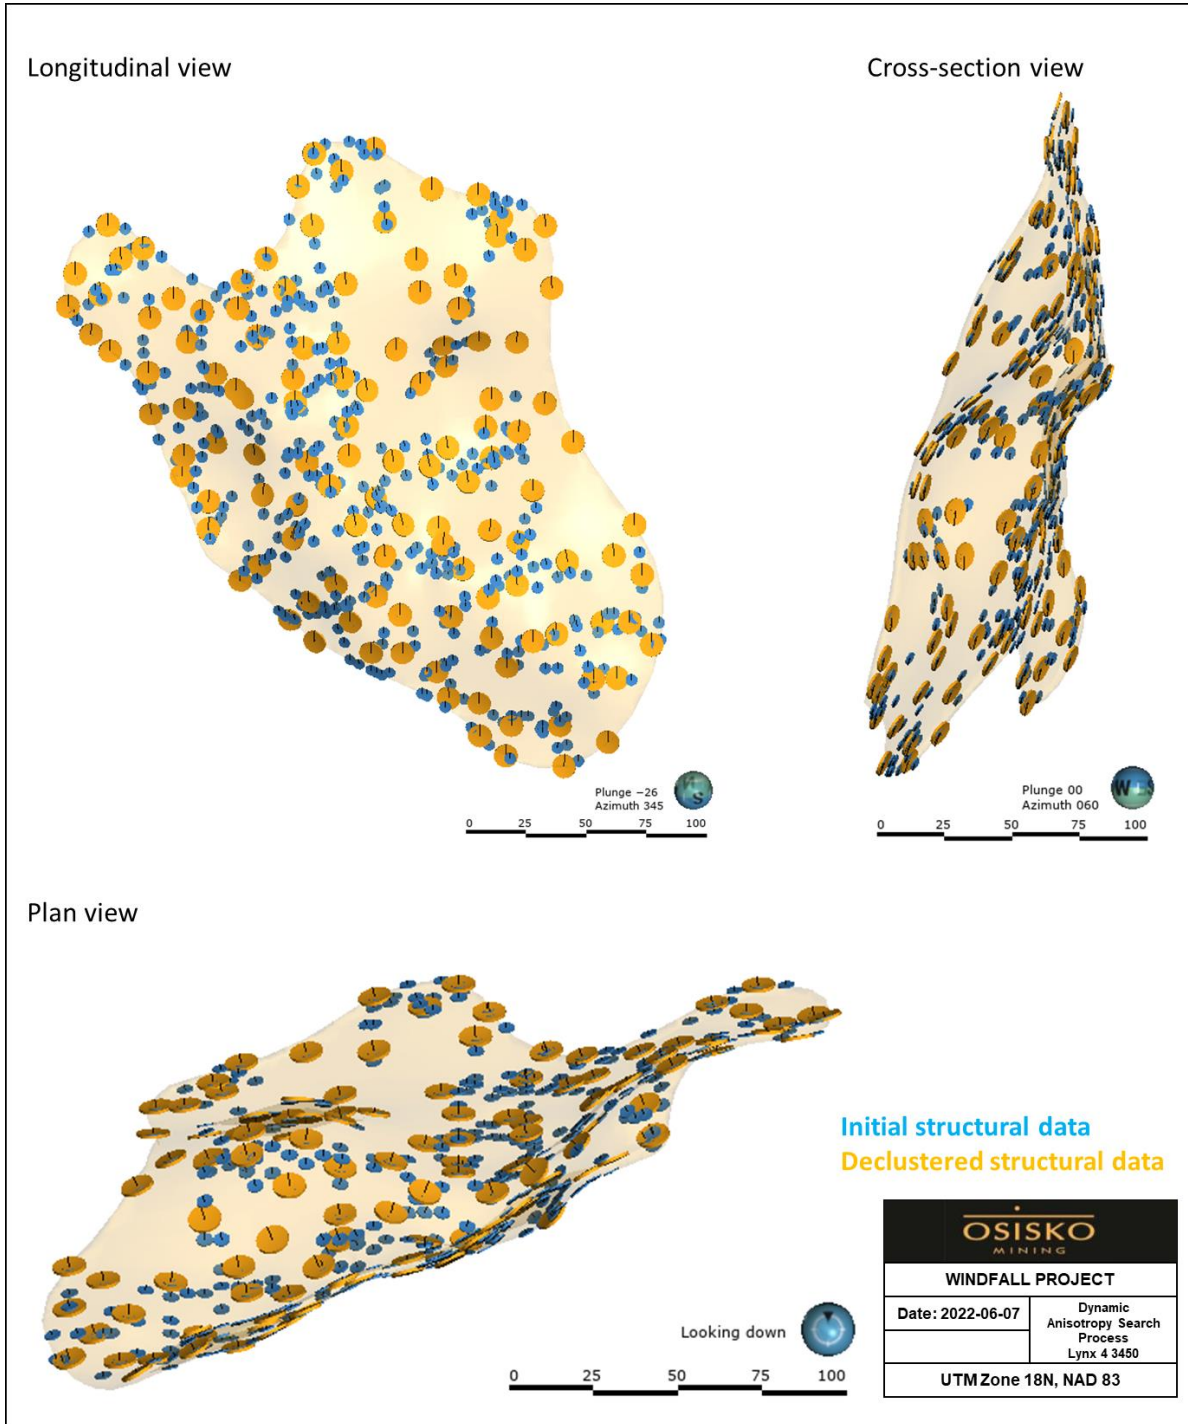 Longitudinal view
Cross-section view
Plunge −26
Azimuth 345
0 25 50 75 100
Plunge 00
Azimuth 060
0 25 50 75 100
Plan view
Initial structural data
Declustered structural data
OSISKO
MINING
WINDFALL PROJECT
Date: 2022-06-07
Dynamic
Anisotropy Search
Process
Lynx 4 3450
UTM Zone 18N, NAD 83
Looking down
0 25 50 75 100